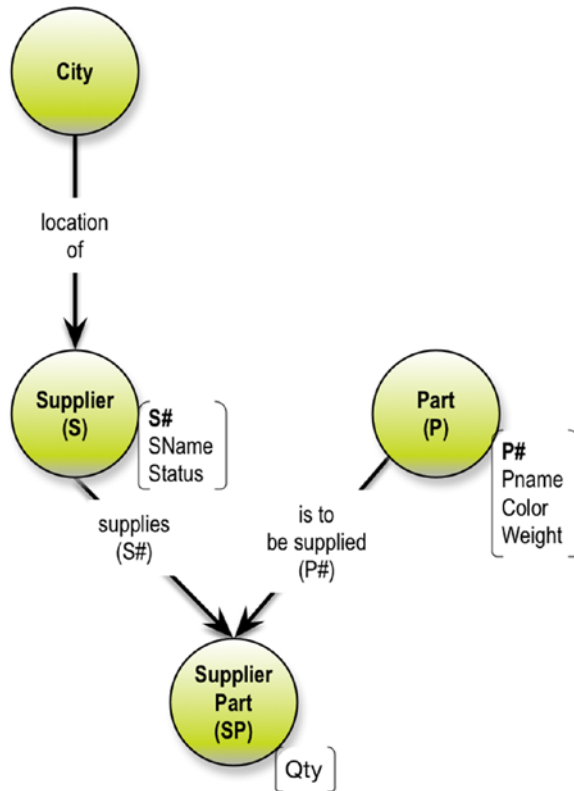 City
location
of
Supplier
(S)
S#
SName
Status
Part
(P)
P#
Pname
Color
Weight
supplies
(S#)
is to
be supplied
(P#)
Supplier
Part
(SP)
Qty